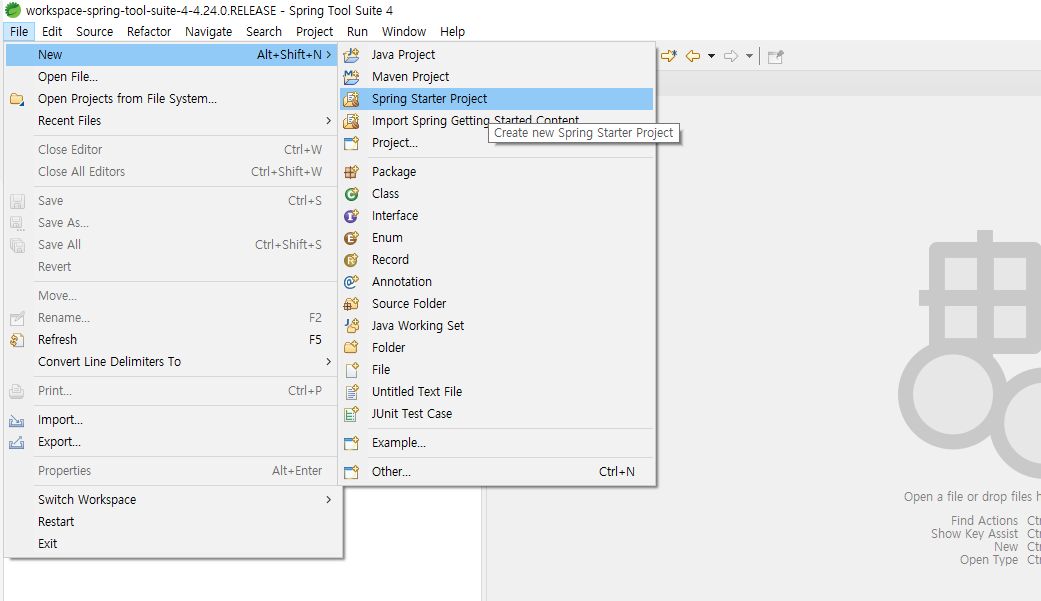 workspace-spring-tool-suite-4-4.24.0.RELEASE - Spring Tool Suite 4
File Edit Source Refactor Navigate Search Project Run Window Help
New Alt+Shift+N
Open File...
Open Projects from File System...
Recent Files
Close Editor Ctrl+W
Close All Editors Ctrl+Shift+W
Save Ctrl+S
Save As...
Save All Ctrl+Shift+S
Revert
Move...
Rename... F2
Refresh F5
Convert Line Delimiters To
Print... Ctrl+P
Import...
Export...
Properties Alt+Enter
Switch Workspace
Restart
Exit
Java Project
Maven Project
Spring Starter Project
Import Spring Getting Started Content
Create new Spring Starter Project
Project...
Package
Class
Interface
Enum
Record
Annotation
Source Folder
Java Working Set
Folder
File
Untitled Text File
JUnit Test Case
Example...
Other... Ctrl+N
Open a file or drop files
Find Actions
Show Key Assist
New
Open Type